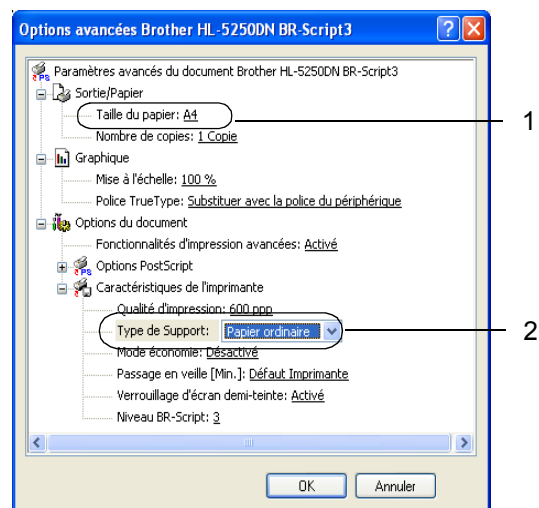 Options avancées Brother HL-5250DN BR-Script3
Paramètres avancés du document Brother HL-5250DN BR-Script3
Sortie/Papier
Taille du papier: A4
1
Nombre de copies: 1 Copie
Graphique
Mise à l'échelle: 100 %
Police TrueType: Substituer avec la police du périphérique
Options du document
Fonctionnalités d'impression avancées: Activé
Options PostScript
Caractéristiques de l'imprimante
Qualité d'impression: 600 ppp
Type de Support: Papier ordinaire
2
Mode économie: Désactivé
Passage en veille [Min.]: Défaut Imprimante
Verrouillage d'écran demi-teinte: Activé
Niveau BR-Script: 3
OK
Annuler